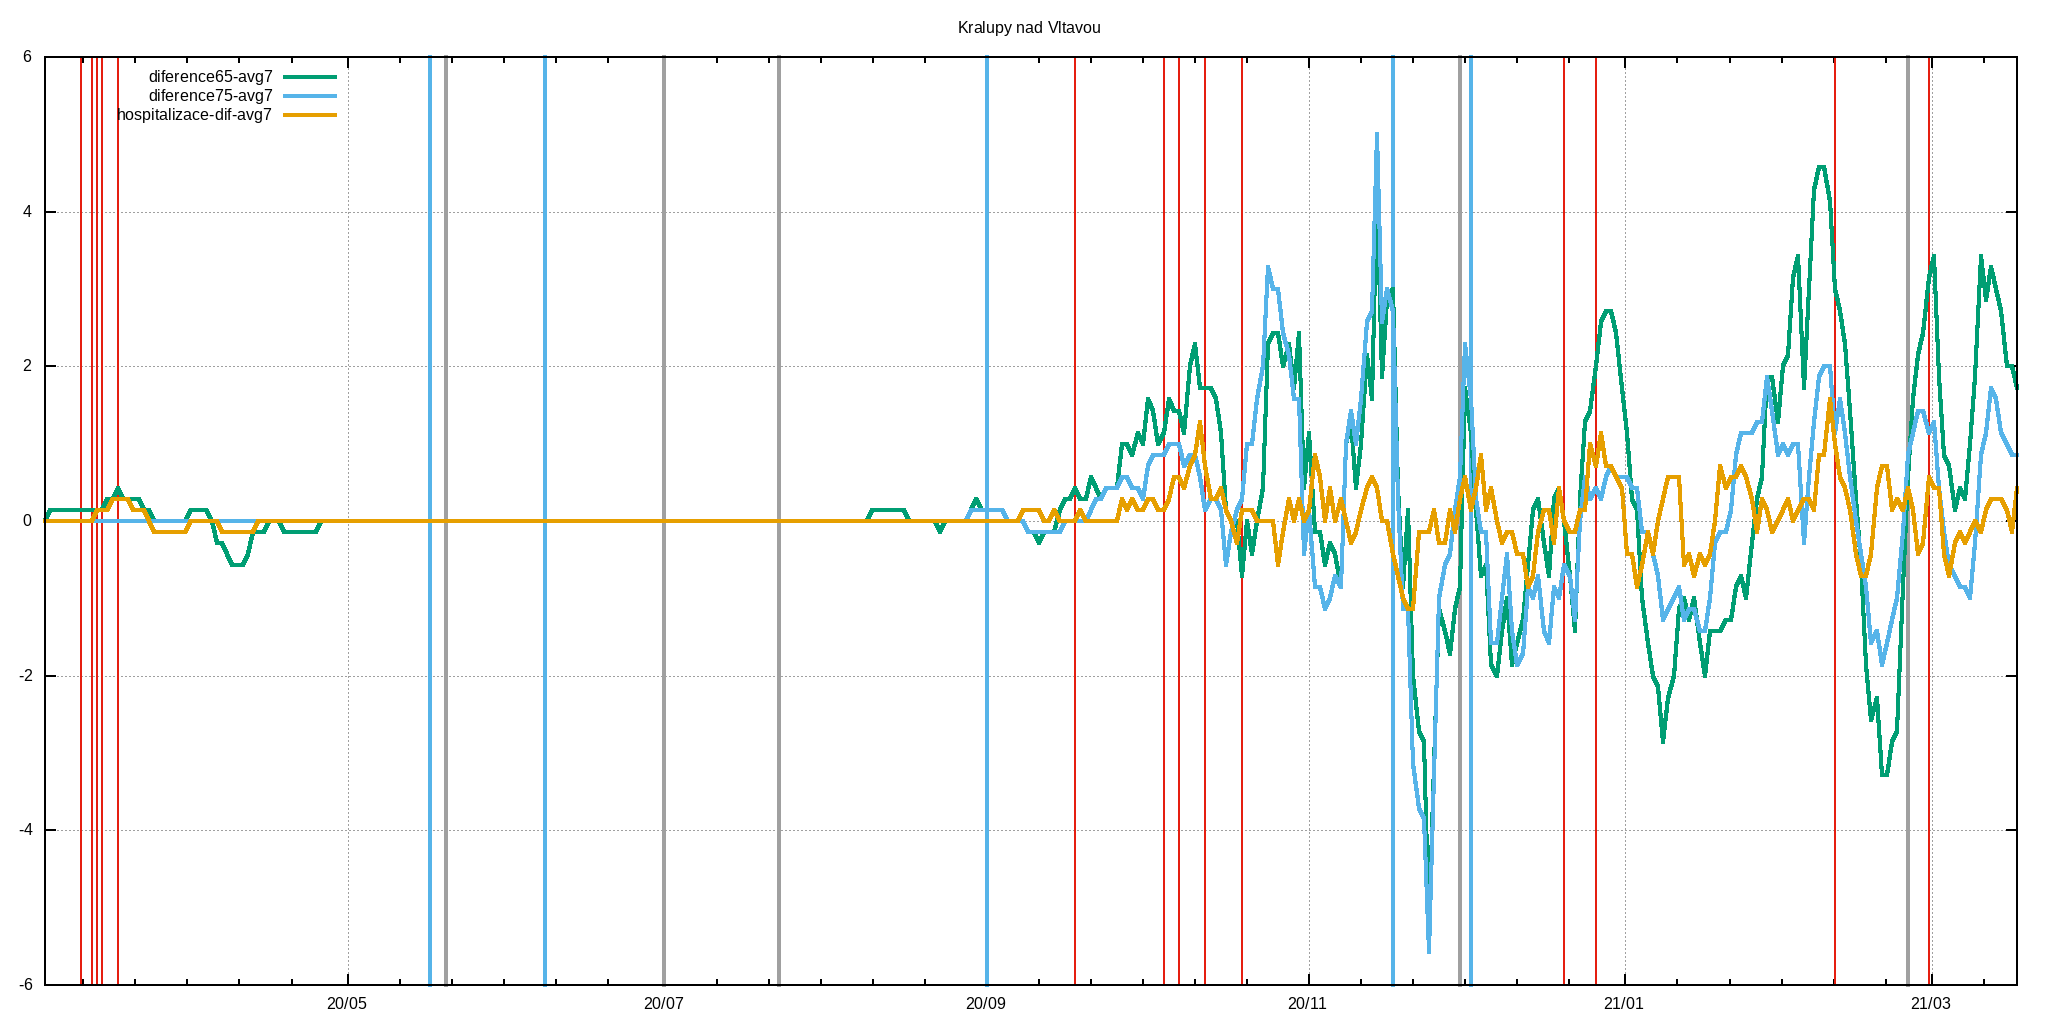 Kralupy nad Vltavou
6
diference65-avg7
diference75-avg7
hospitalizace-dif-avg7
4
2
0
-2
-4
-6
20/05 20/07 20/09 20/11 21/01 21/03